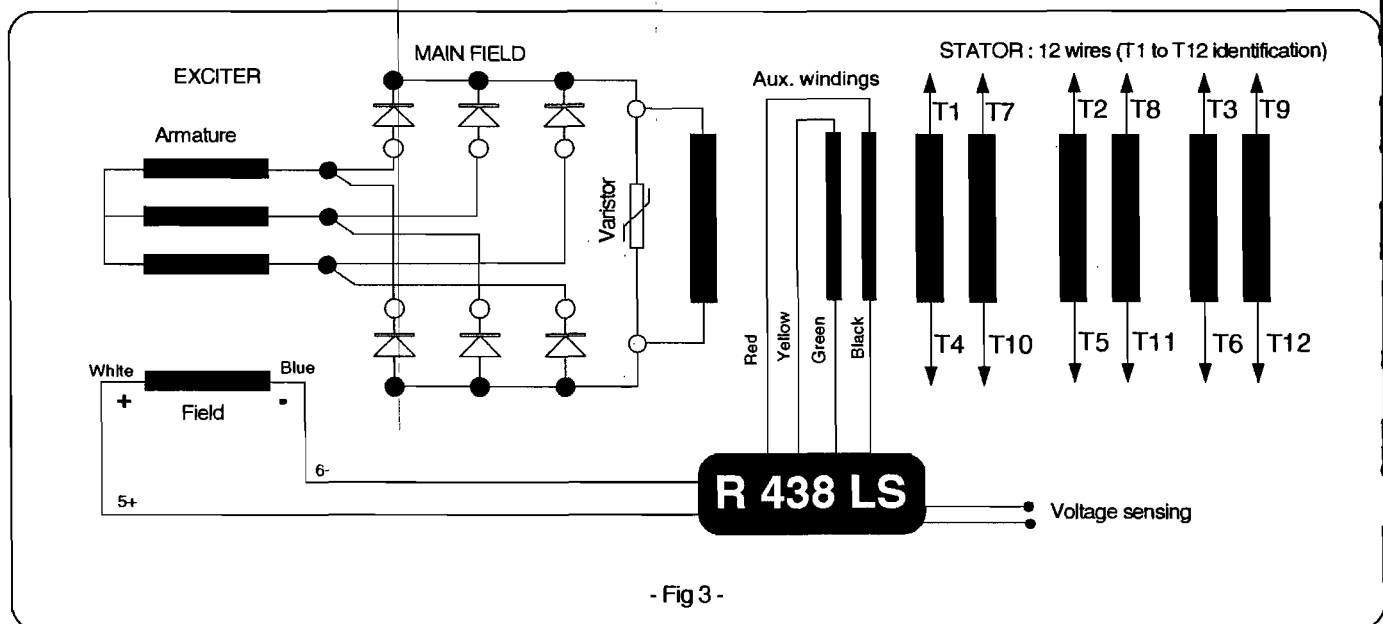 EXCITER
MAIN FIELD
STATOR : 12 wires (T1 to T12 identification)
Aux. windings
T1
T7
T2
T8
T3
T9
Armature
Varistor
Red
Yellow
Green
Black
T4
T10
T5
T11
T6
T12
White
Blue
+
-
Field
6-
5+
R 438 LS
Voltage sensing
- Fig 3 -